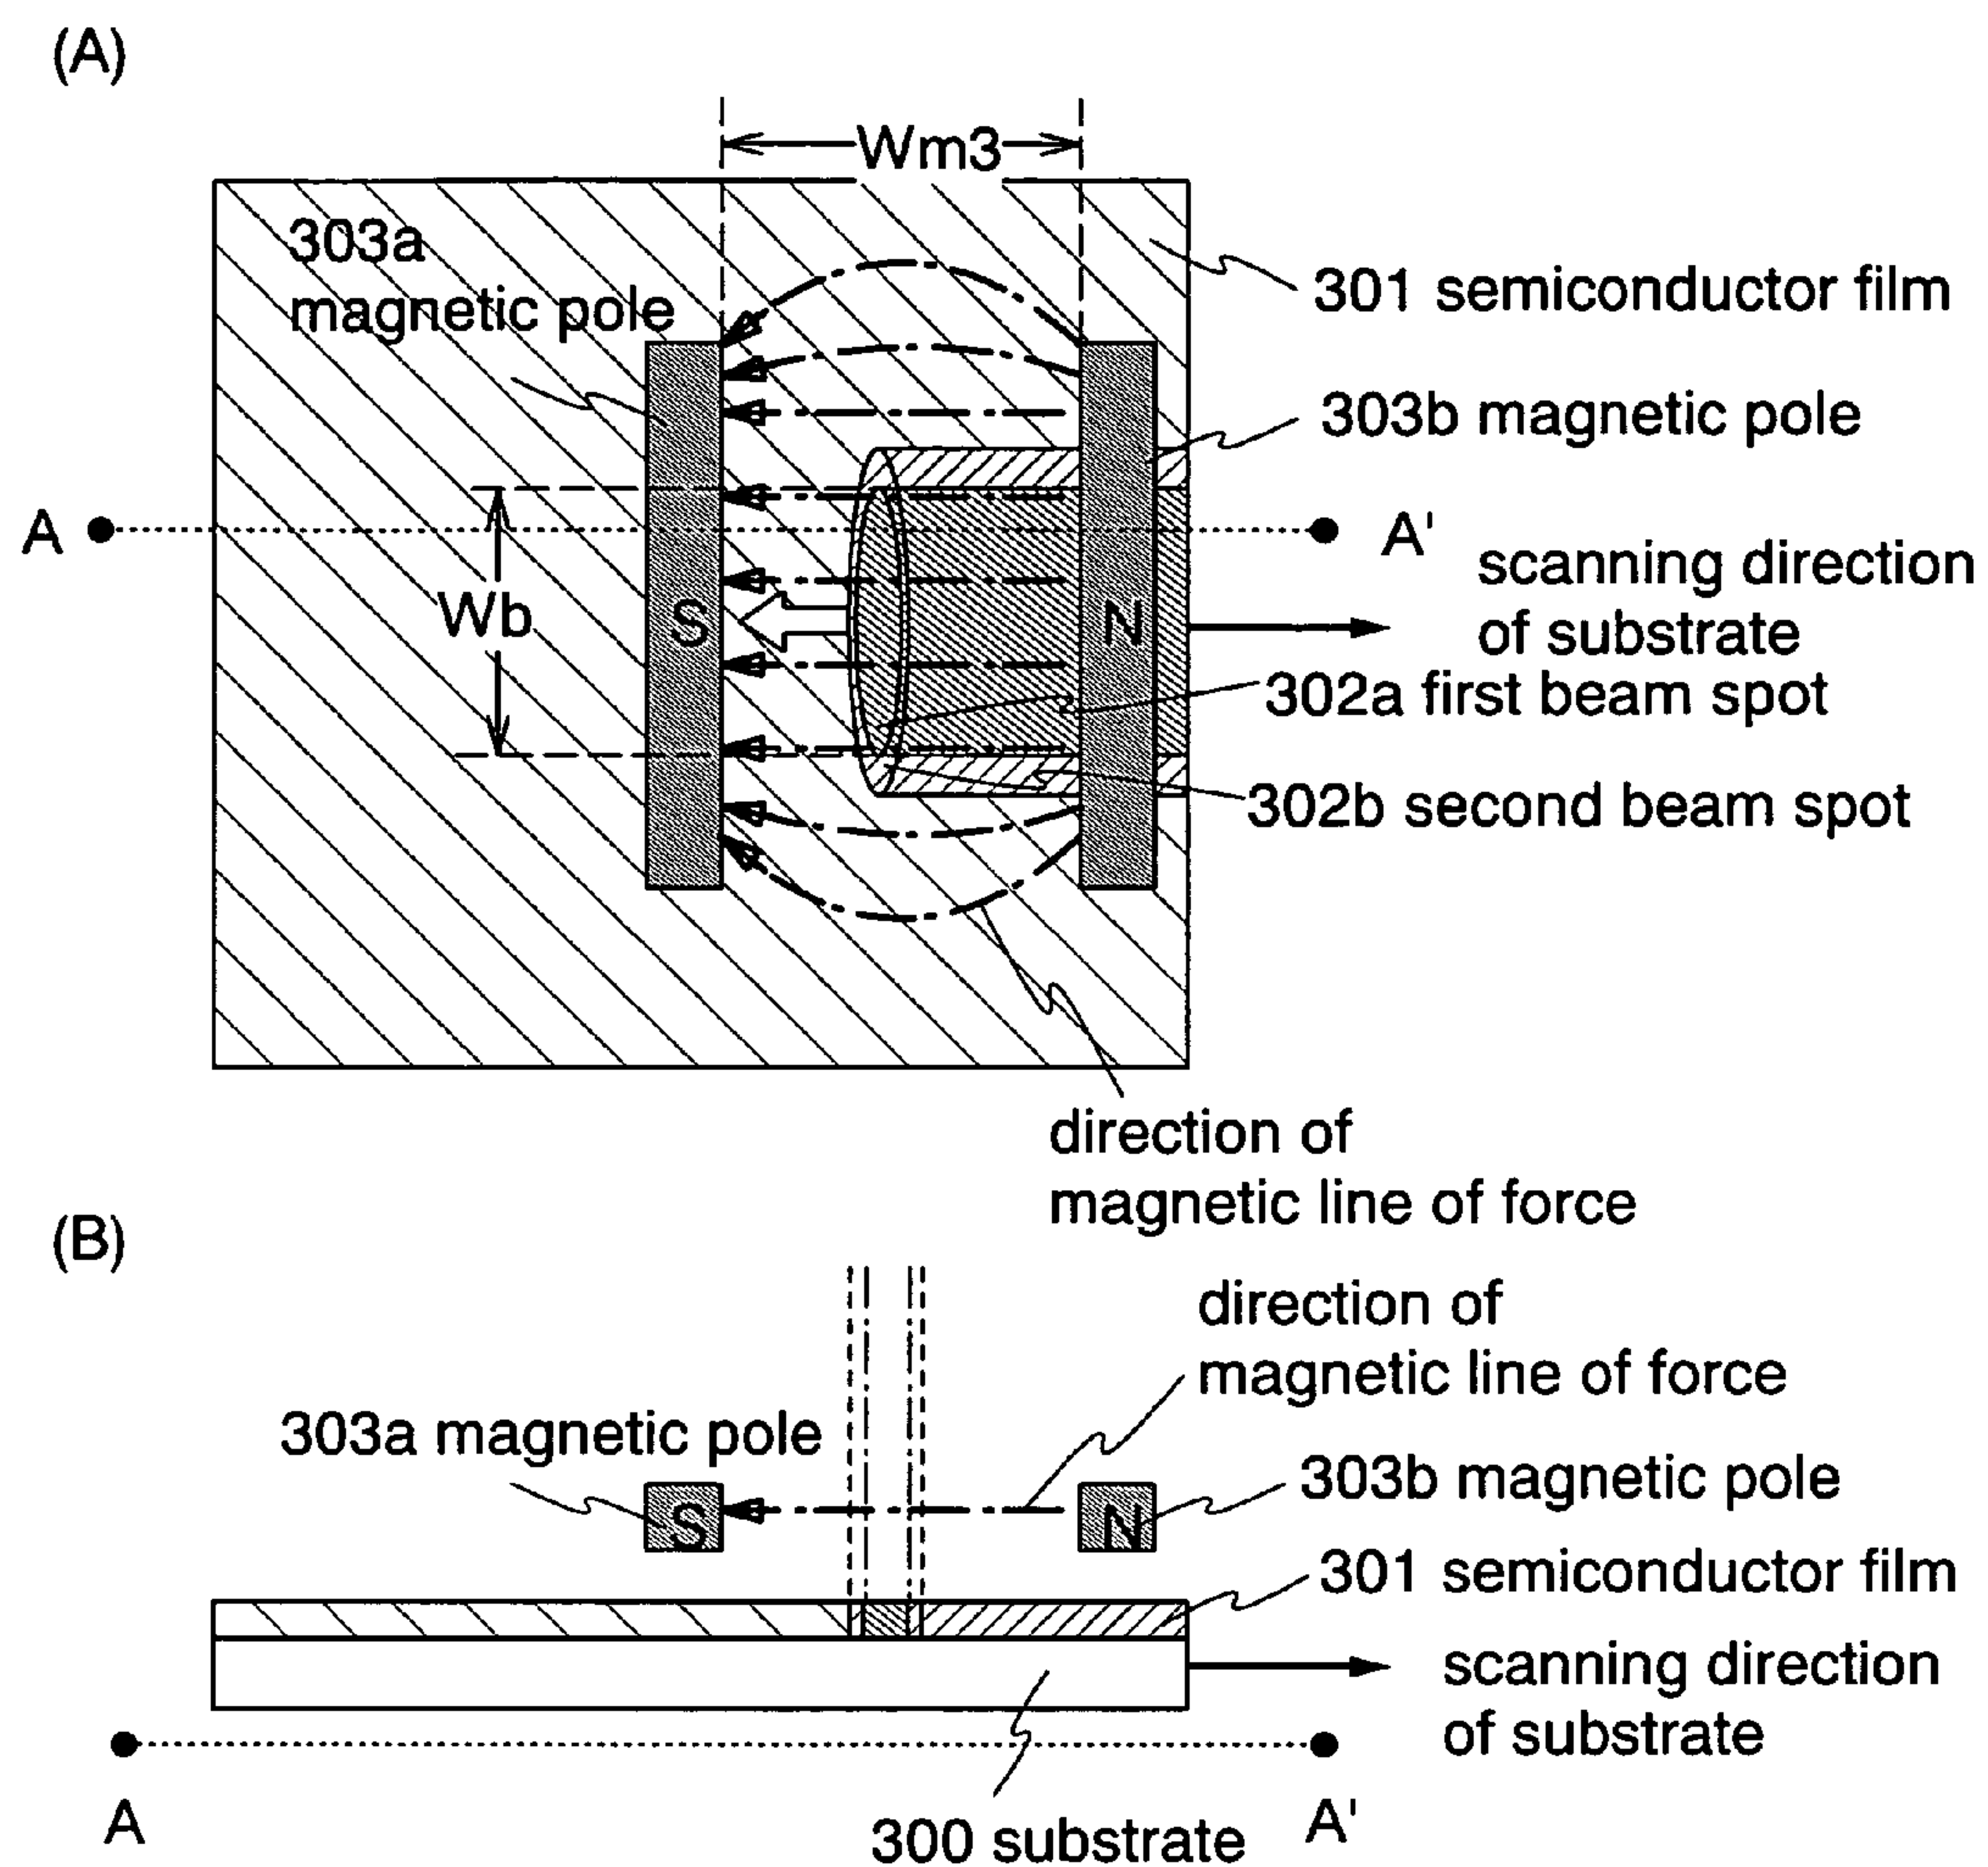 (A)
Wm3
303a
magnetic pole
301 semiconductor film
303b magnetic pole
A
A'
scanning direction
of substrate
Wb
S
N
302a first beam spot
302b second beam spot
direction of
magnetic line of force
(B)
direction of
magnetic line of force
303a magnetic pole
303b magnetic pole
S
N
301 semiconductor film
scanning direction
of substrate
A
A'
300 substrate